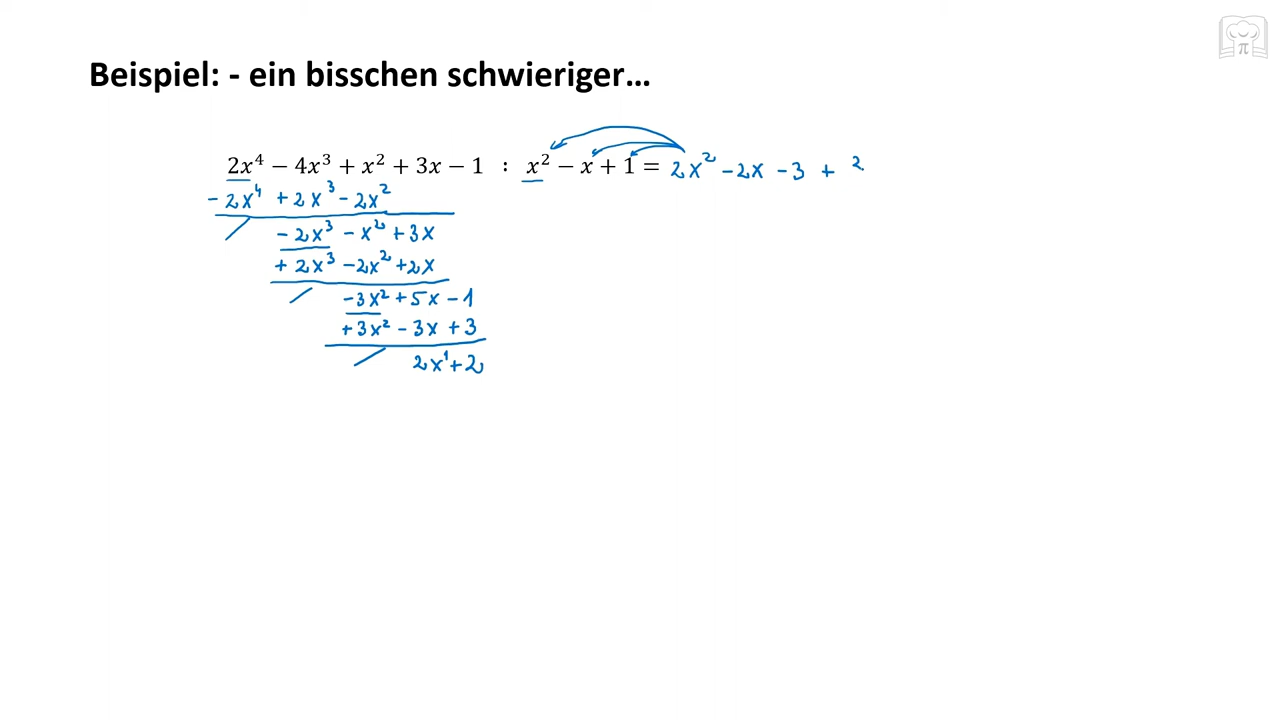 Beispiel: - ein bisschen schwieriger...
2x⁴ − 4x³ + x² + 3x − 1 : x² − x + 1 = 2x² − 2x − 3 + 2
− 2x⁴ + 2x³ − 2x²
− 2x³ − x² + 3x
+ 2x³ − 2x² + 2x
−3x² + 5x − 1
+3x² − 3x + 3
2x¹ + 2
π